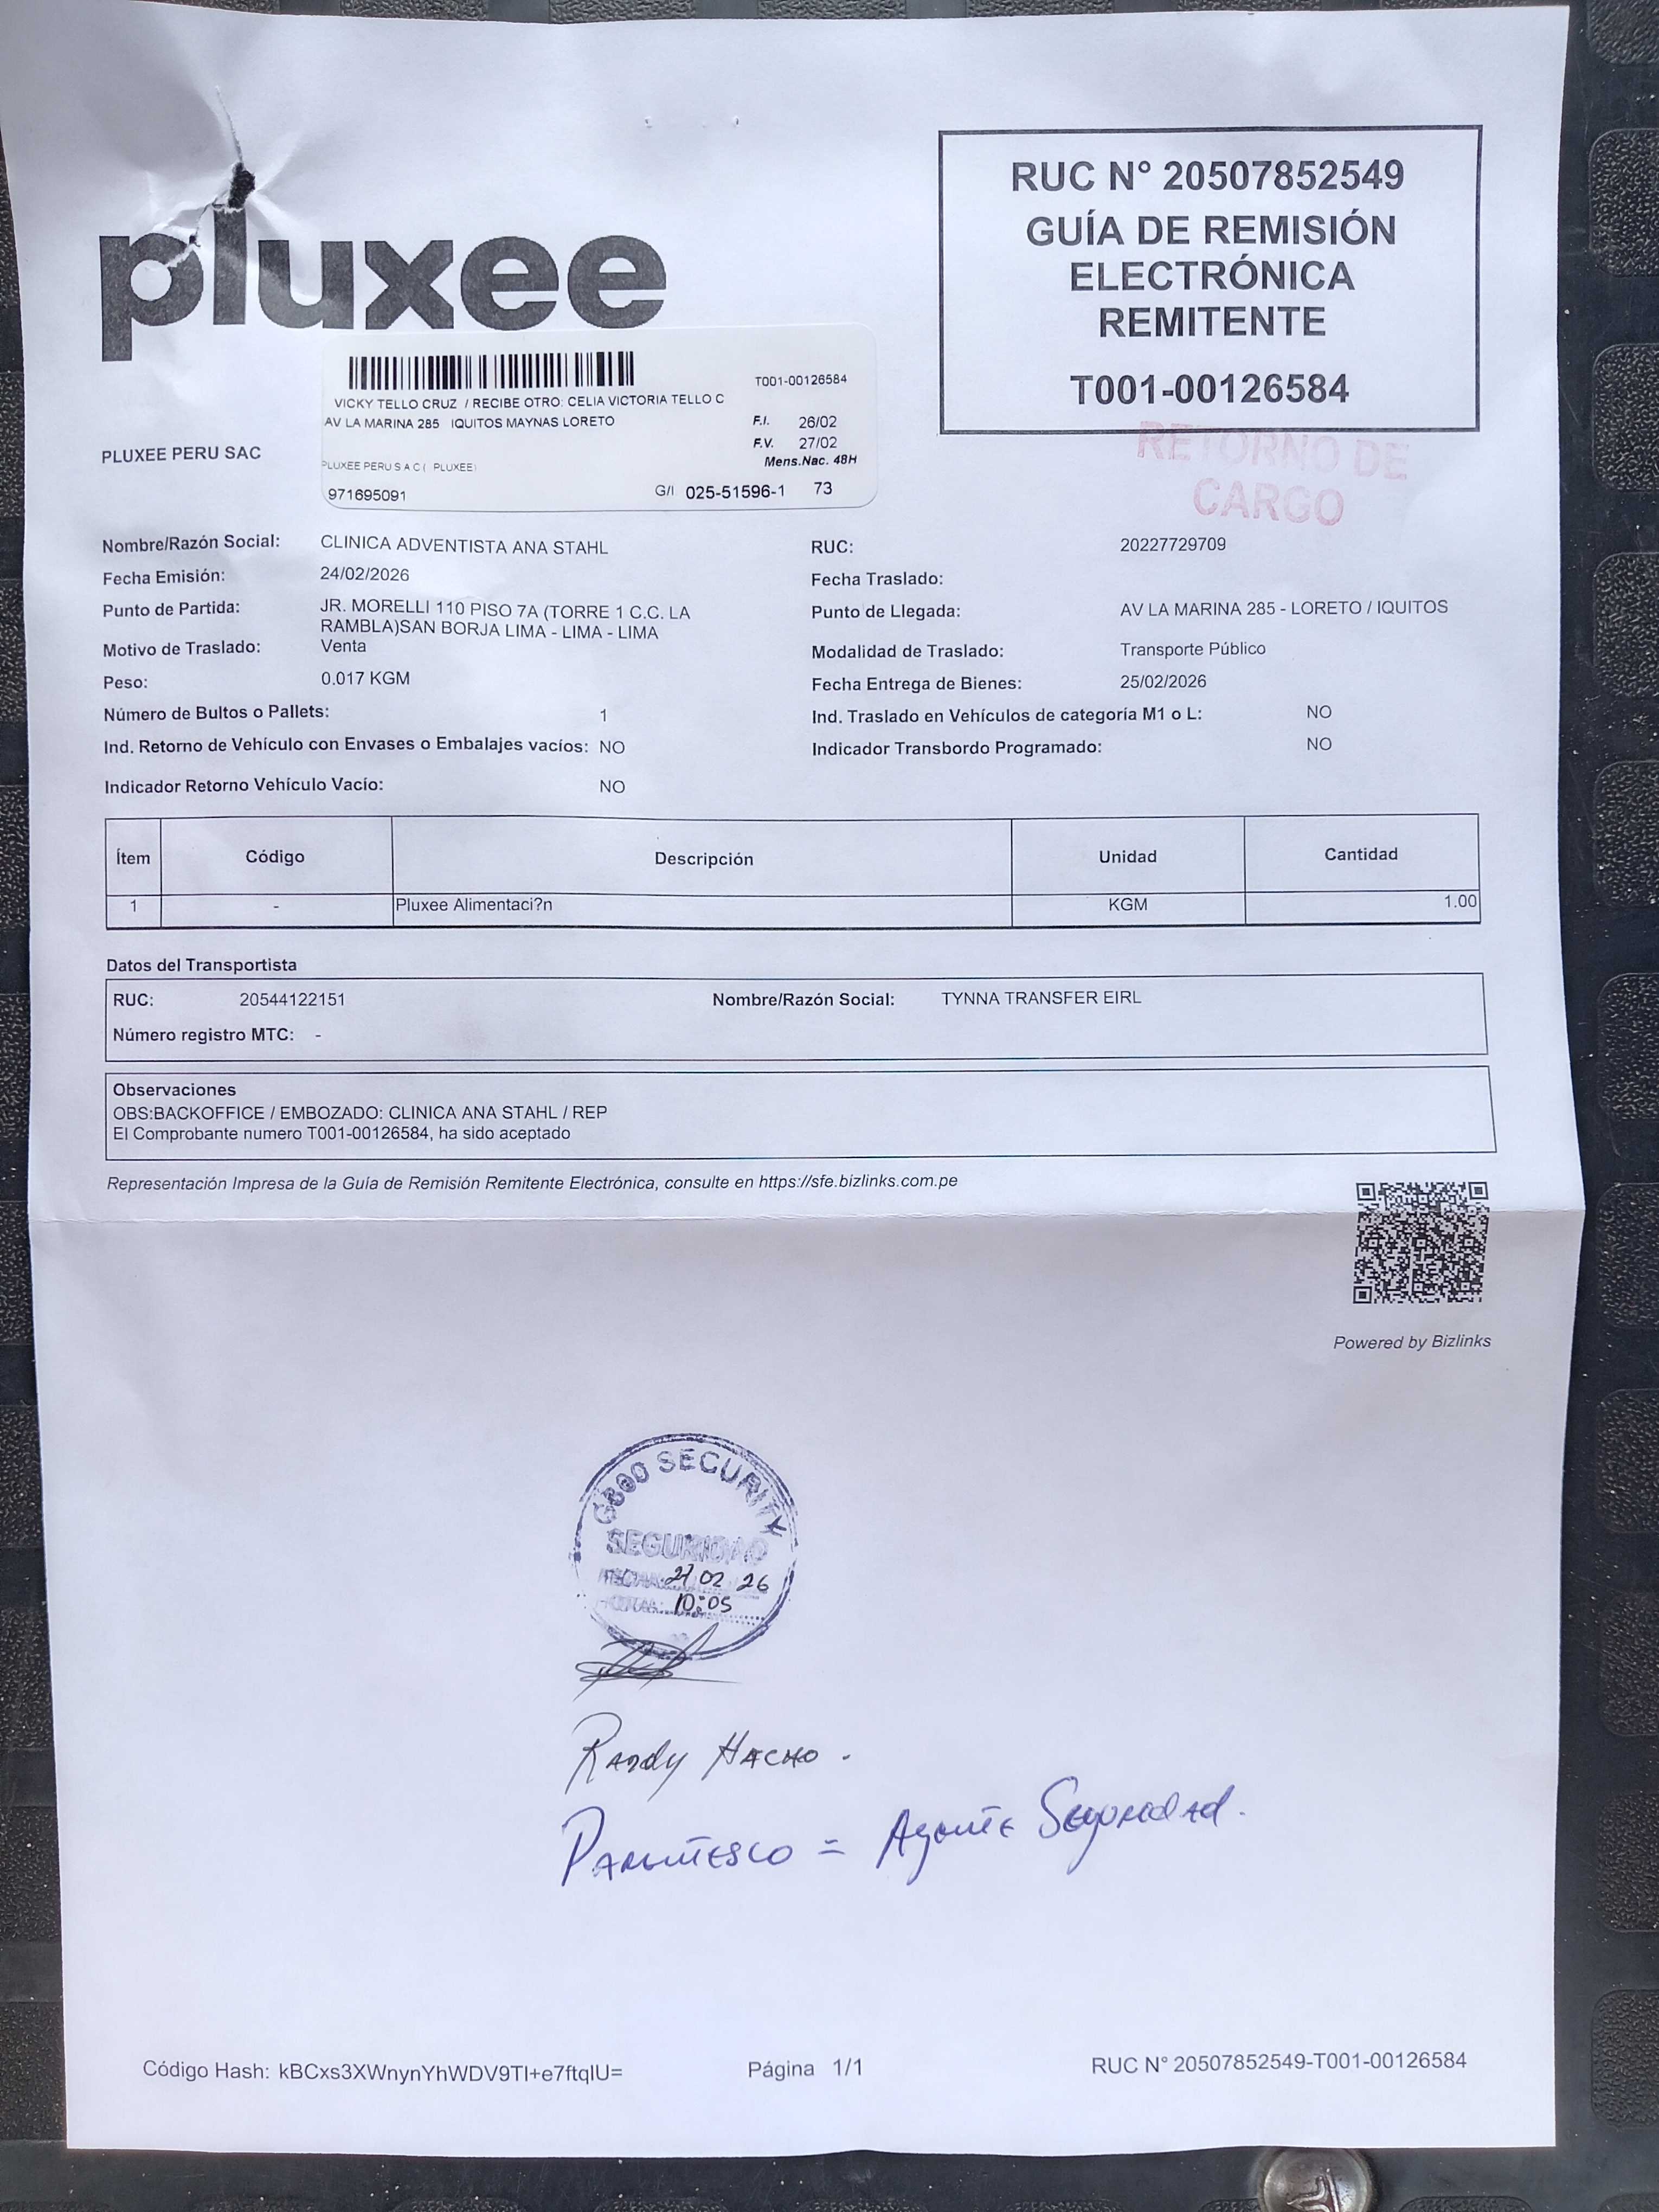 pluxee
RUC N° 20507852549
GUÍA DE REMISIÓN
ELECTRÓNICA
REMITENTE
T001-00126584
RETORNO DE
CARGO
T001-00126584
VICKY TELLO CRUZ / RECIBE OTRO: CELIA VICTORIA TELLO C
AV LA MARINA 285 IQUITOS MAYNAS LORETO
F.I. 26/02
F.V. 27/02
Mens.Nac. 48H
PLUXEE PERU S A C ( PLUXEE)
971695091
G/I 025-51596-1 73
PLUXEE PERU SAC
Nombre/Razón Social: CLINICA ADVENTISTA ANA STAHL
RUC: 20227729709
Fecha Emisión: 24/02/2026
Fecha Traslado:
Punto de Partida: JR. MORELLI 110 PISO 7A (TORRE 1 C.C. LA
RAMBLA)SAN BORJA LIMA - LIMA - LIMA
Punto de Llegada: AV LA MARINA 285 - LORETO / IQUITOS
Motivo de Traslado: Venta
Modalidad de Traslado: Transporte Público
Peso: 0.017 KGM
Fecha Entrega de Bienes: 25/02/2026
Número de Bultos o Pallets: 1
Ind. Traslado en Vehículos de categoría M1 o L: NO
Ind. Retorno de Vehículo con Envases o Embalajes vacíos: NO
Indicador Transbordo Programado: NO
Indicador Retorno Vehículo Vacío: NO
Ítem Código Descripción Unidad Cantidad
1 - Pluxee Alimentaci?n KGM 1.00
Datos del Transportista
RUC: 20544122151 Nombre/Razón Social: TYNNA TRANSFER EIRL
Número registro MTC: -
Observaciones
OBS:BACKOFFICE / EMBOZADO: CLINICA ANA STAHL / REP
El Comprobante numero T001-00126584, ha sido aceptado
Representación Impresa de la Guía de Remisión Remitente Electrónica, consulte en https://sfe.bizlinks.com.pe
Powered by Bizlinks
SECURITY
SEGURIDAD
FECHA: 27 02 26
HORA: 10:05
Randy Hacho.
Parentesco = Agente Seguridad.
Código Hash: kBCxs3XWnynYhWDV9TI+e7ftqIU=
Página 1/1
RUC N° 20507852549-T001-00126584